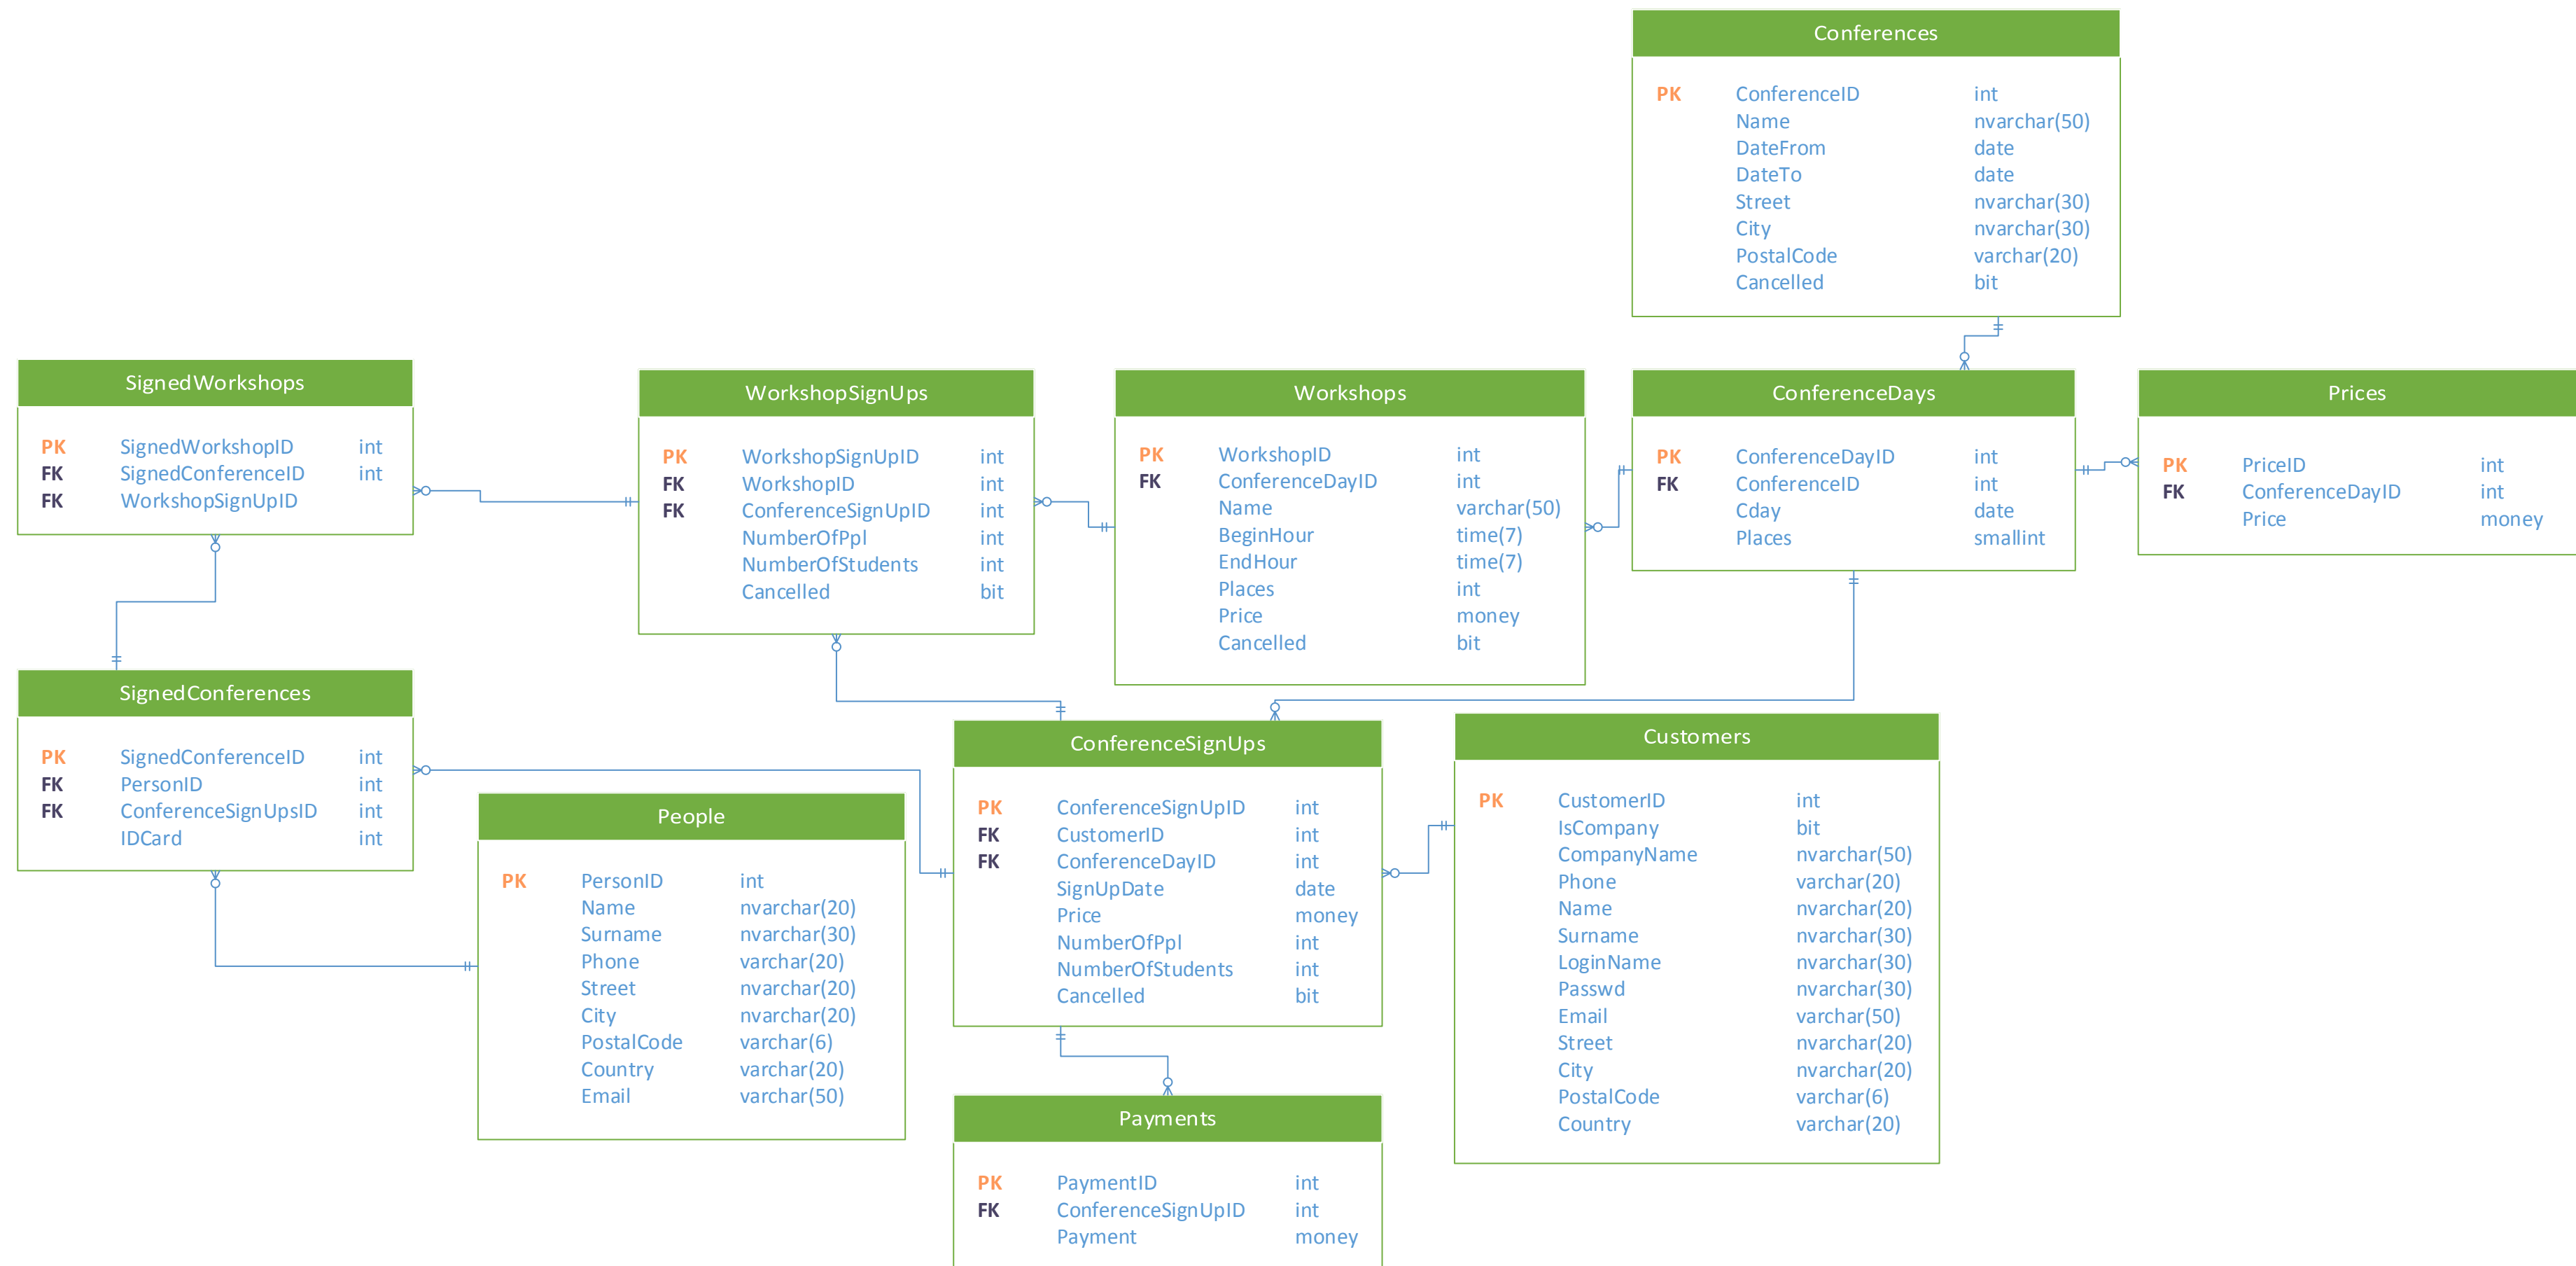 Conferences
PK ConferenceID int
Name nvarchar(50)
DateFrom date
DateTo date
Street nvarchar(30)
City nvarchar(30)
PostalCode varchar(20)
Cancelled bit
SignedWorkshops
PK SignedWorkshopID int
FK SignedConferenceID int
FK WorkshopSignUpID
WorkshopSignUps
PK WorkshopSignUpID int
FK WorkshopID int
FK ConferenceSignUpID int
NumberOfPpl int
NumberOfStudents int
Cancelled bit
Workshops
PK WorkshopID int
FK ConferenceDayID int
Name varchar(50)
BeginHour time(7)
EndHour time(7)
Places int
Price money
Cancelled bit
ConferenceDays
PK ConferenceDayID int
FK ConferenceID int
Cday date
Places smallint
Prices
PK PriceID int
FK ConferenceDayID int
Price money
SignedConferences
PK SignedConferenceID int
FK PersonID int
FK ConferenceSignUpsID int
IDCard int
People
PK PersonID int
Name nvarchar(20)
Surname nvarchar(30)
Phone varchar(20)
Street nvarchar(20)
City nvarchar(20)
PostalCode varchar(6)
Country varchar(20)
Email varchar(50)
ConferenceSignUps
PK ConferenceSignUpID int
FK CustomerID int
FK ConferenceDayID int
SignUpDate date
Price money
NumberOfPpl int
NumberOfStudents int
Cancelled bit
Customers
PK CustomerID int
IsCompany bit
CompanyName nvarchar(50)
Phone varchar(20)
Name nvarchar(20)
Surname nvarchar(30)
LoginName nvarchar(30)
Passwd nvarchar(30)
Email varchar(50)
Street nvarchar(20)
City nvarchar(20)
PostalCode varchar(6)
Country varchar(20)
Payments
PK PaymentID int
FK ConferenceSignUpID int
Payment money